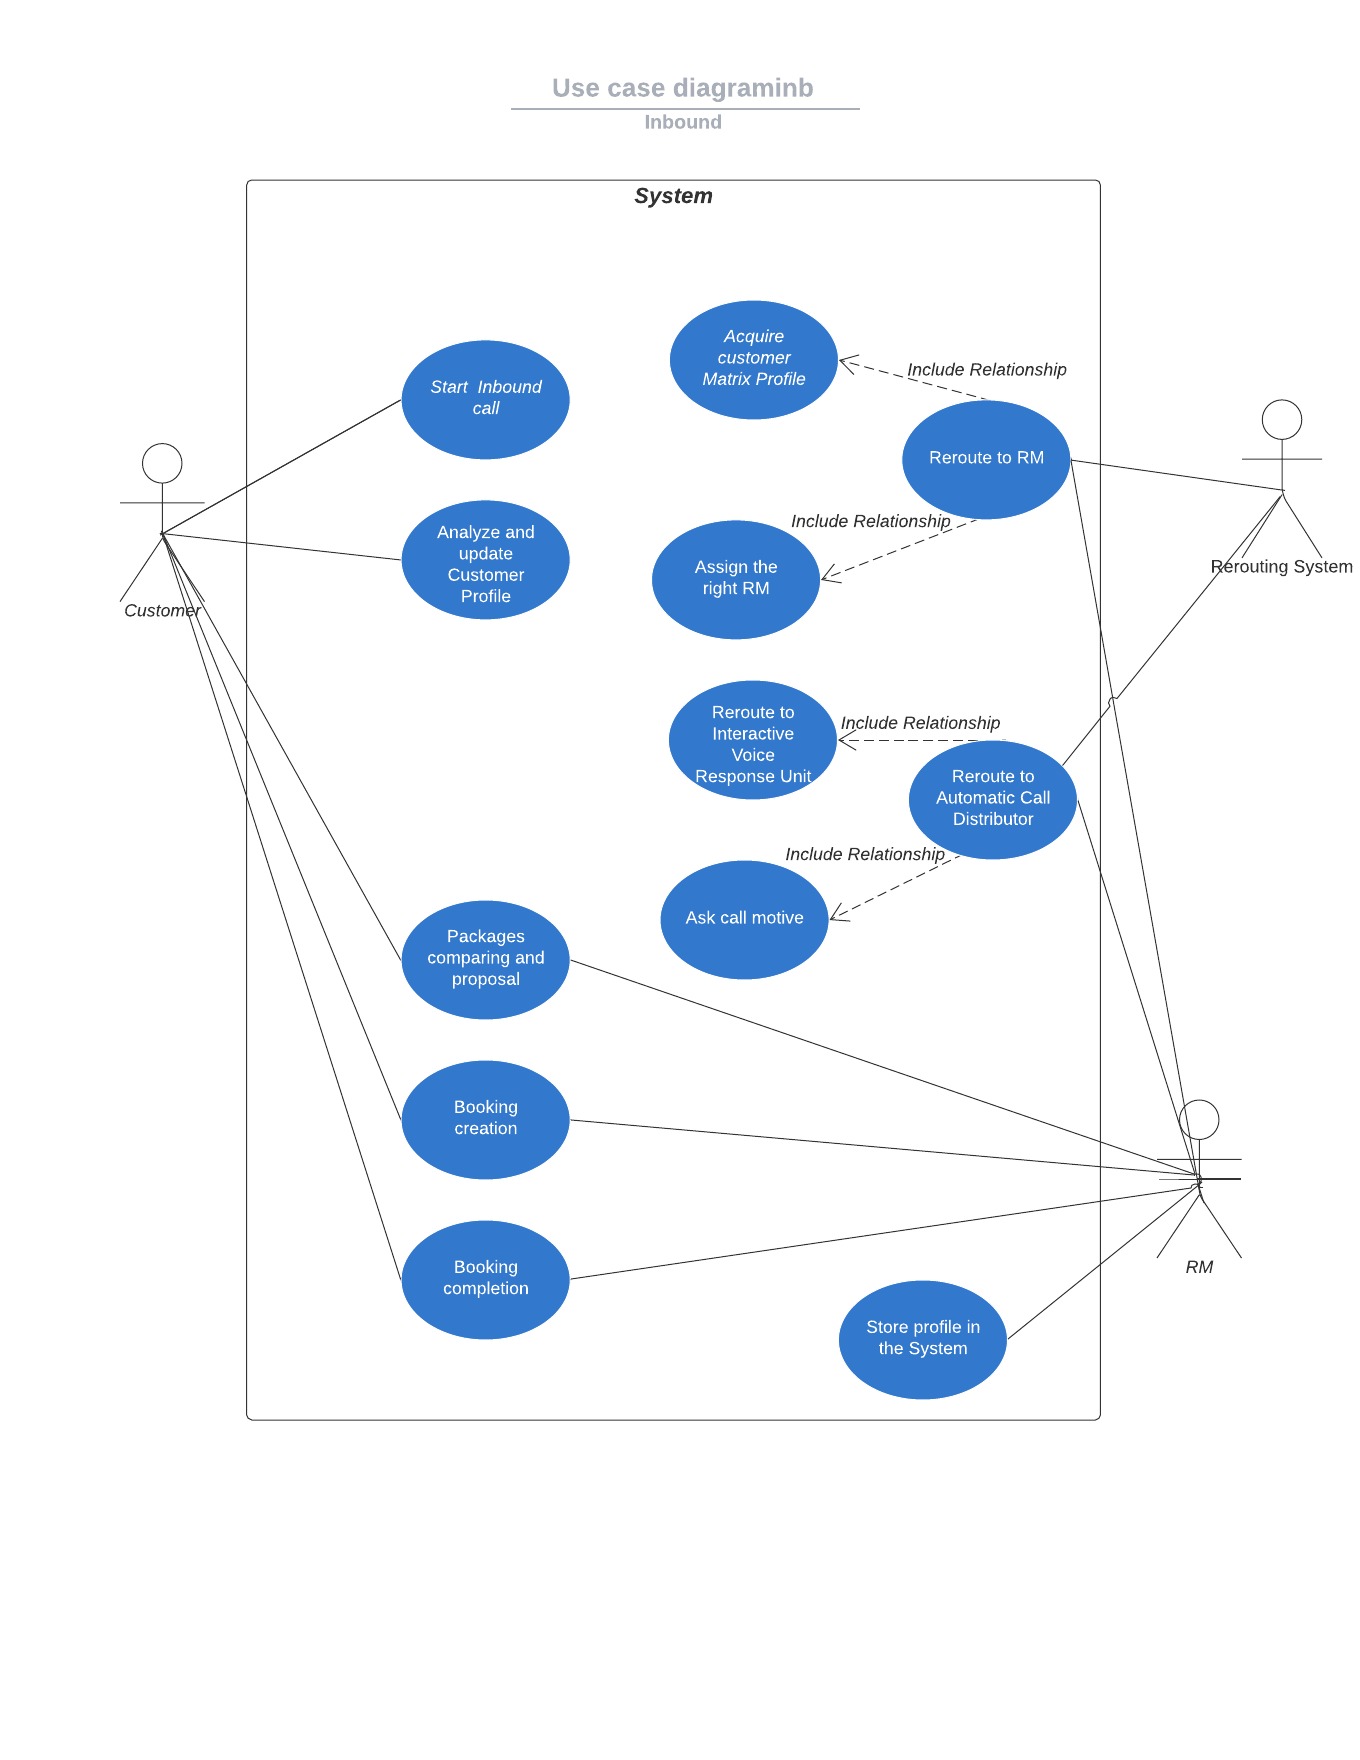 Use case diagraminb
Inbound
System
Acquire
customer
Matrix Profile
Include Relationship
Start  Inbound
call
Reroute to RM
Include Relationship
Analyze and
update
Customer
Profile
Assign the
right RM
Rerouting System
Customer
Reroute to
Interactive
Voice
Response Unit
Include Relationship
Reroute to
Automatic Call
Distributor
Include Relationship
Ask call motive
Packages
comparing and
proposal
Booking
creation
Booking
completion
RM
Store profile in
the System